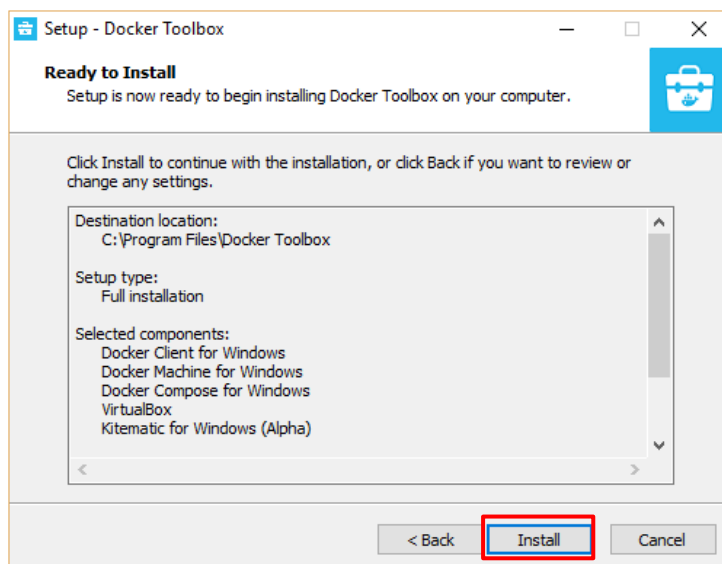 Setup - Docker Toolbox
Ready to Install
Setup is now ready to begin installing Docker Toolbox on your computer.
Click Install to continue with the installation, or click Back if you want to review or
change any settings.
Destination location:
C:\Program Files\Docker Toolbox
Setup type:
Full installation
Selected components:
Docker Client for Windows
Docker Machine for Windows
Docker Compose for Windows
VirtualBox
Kitematic for Windows (Alpha)
< Back
Install
Cancel